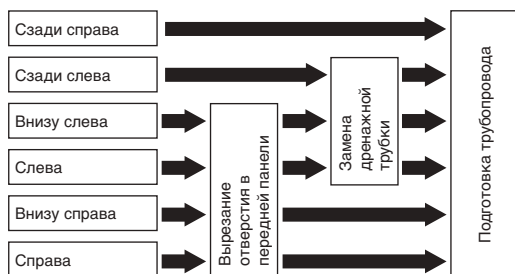 Сзади справа
Сзади слева
Внизу слева
Слева
Внизу справа
Справа
Вырезание
отверстия в
передней панели
Замена
дренажной
трубки
Подготовка трубопровода